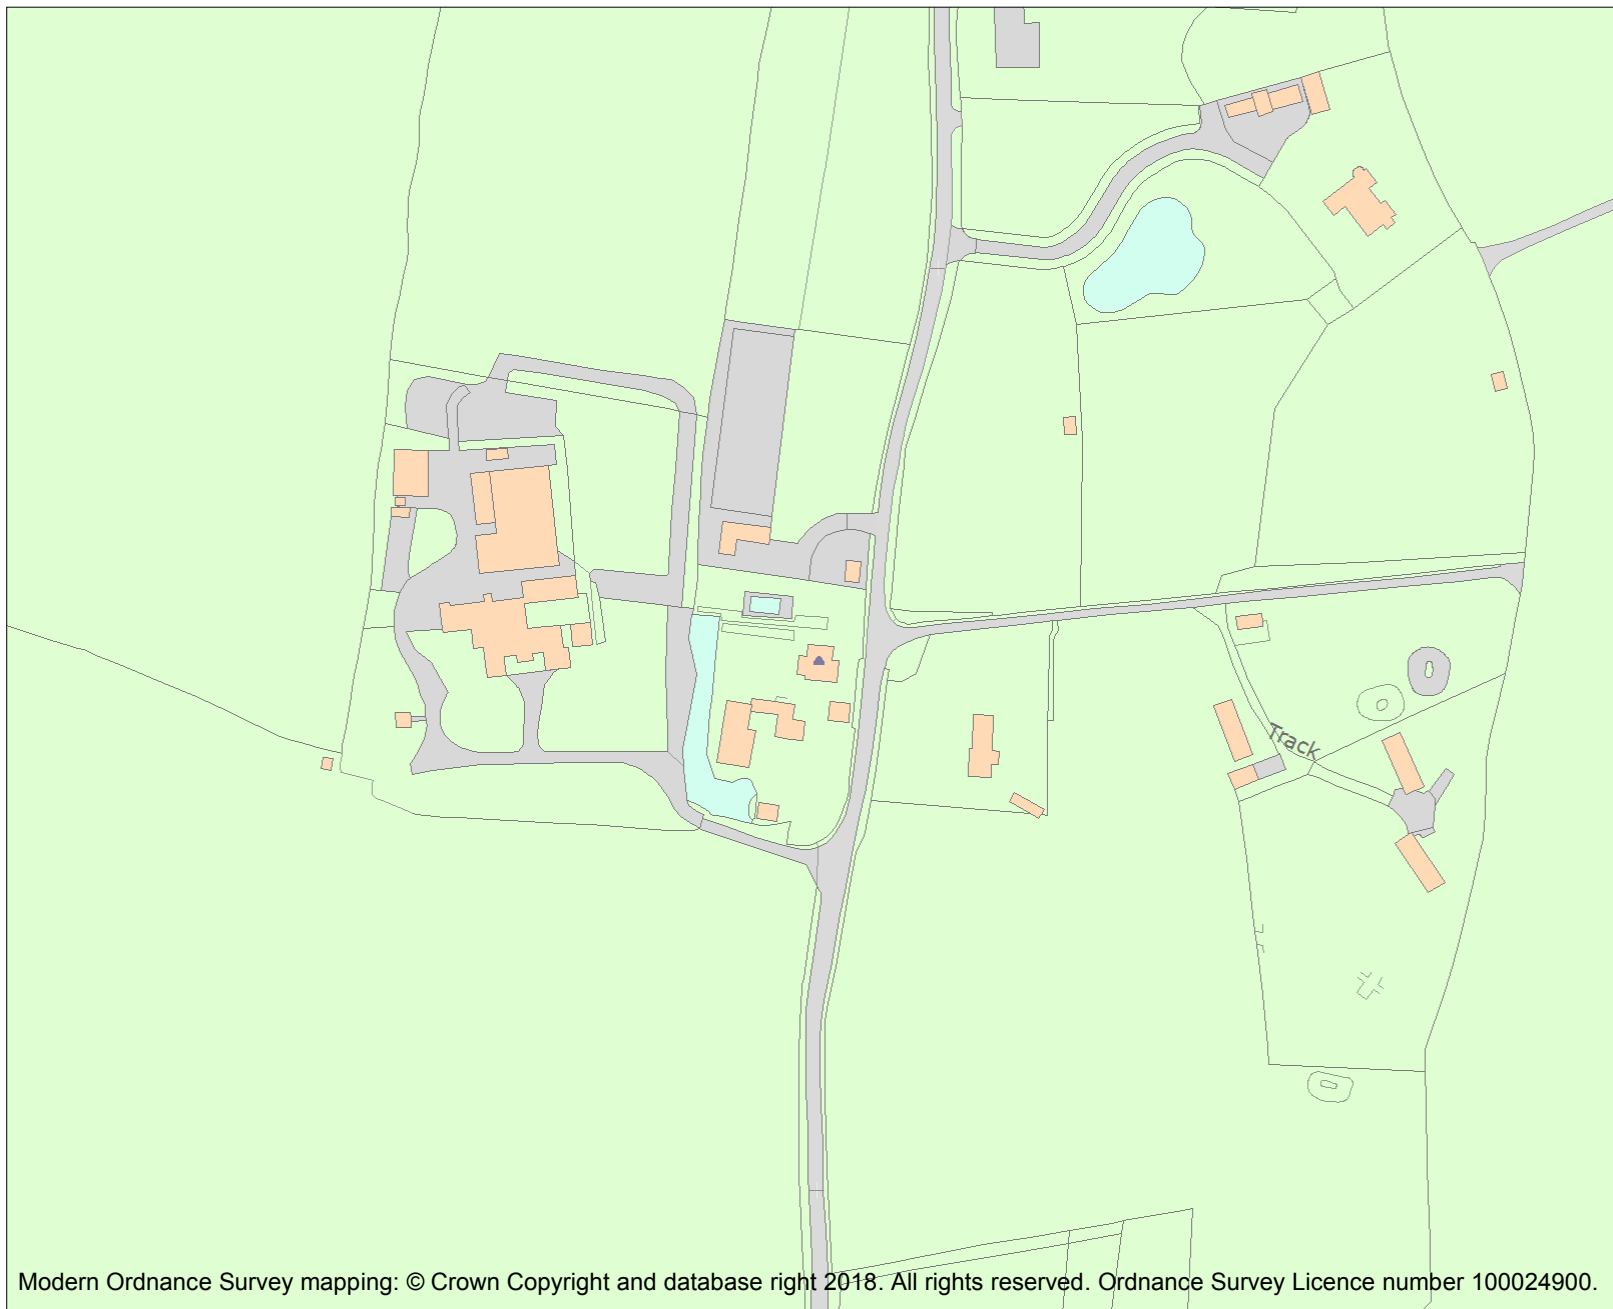 Track
Modern Ordnance Survey mapping: © Crown Copyright and database right 2018. All rights reserved. Ordnance Survey Licence number 100024900.